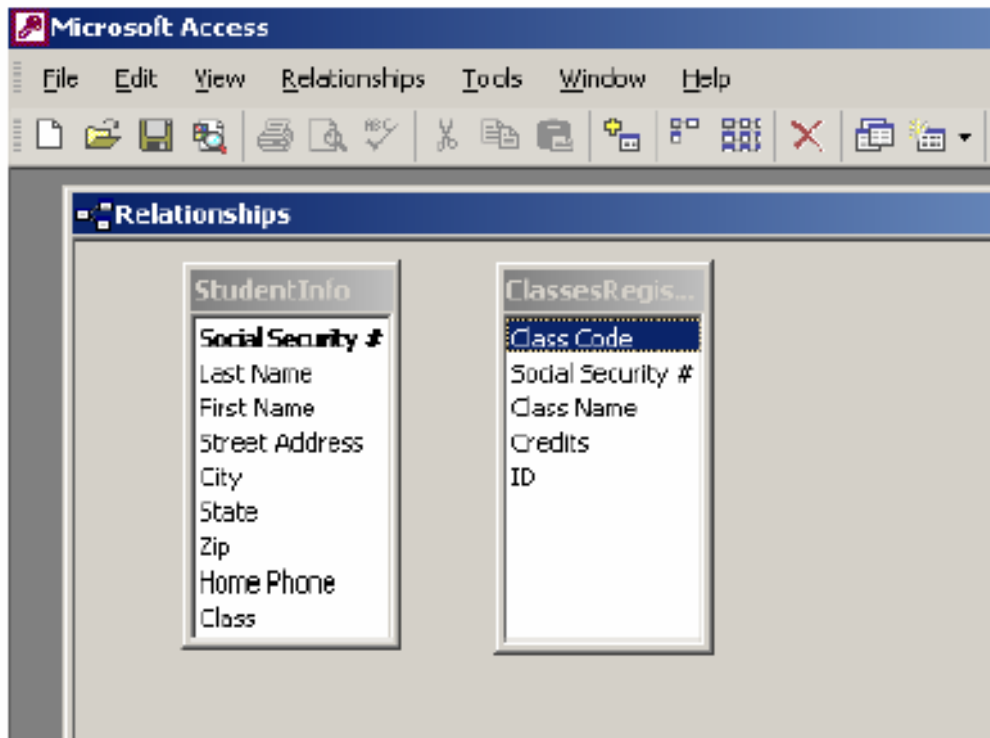 Microsoft Access
File Edit View Relationships Tools Window Help
ABC
Relationships
StudentInfo
Social Security #
Last Name
First Name
Street Address
City
State
Zip
Home Phone
Class
ClassesRegis...
Class Code
Social Security #
Class Name
Credits
ID